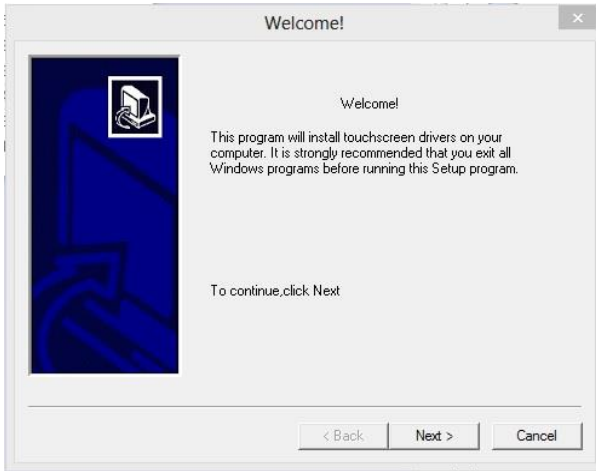 Welcome!
Welcome!
This program will install touchscreen drivers on your
computer. It is strongly recommended that you exit all
Windows programs before running this Setup program.
To continue,click Next
< Back
Next >
Cancel